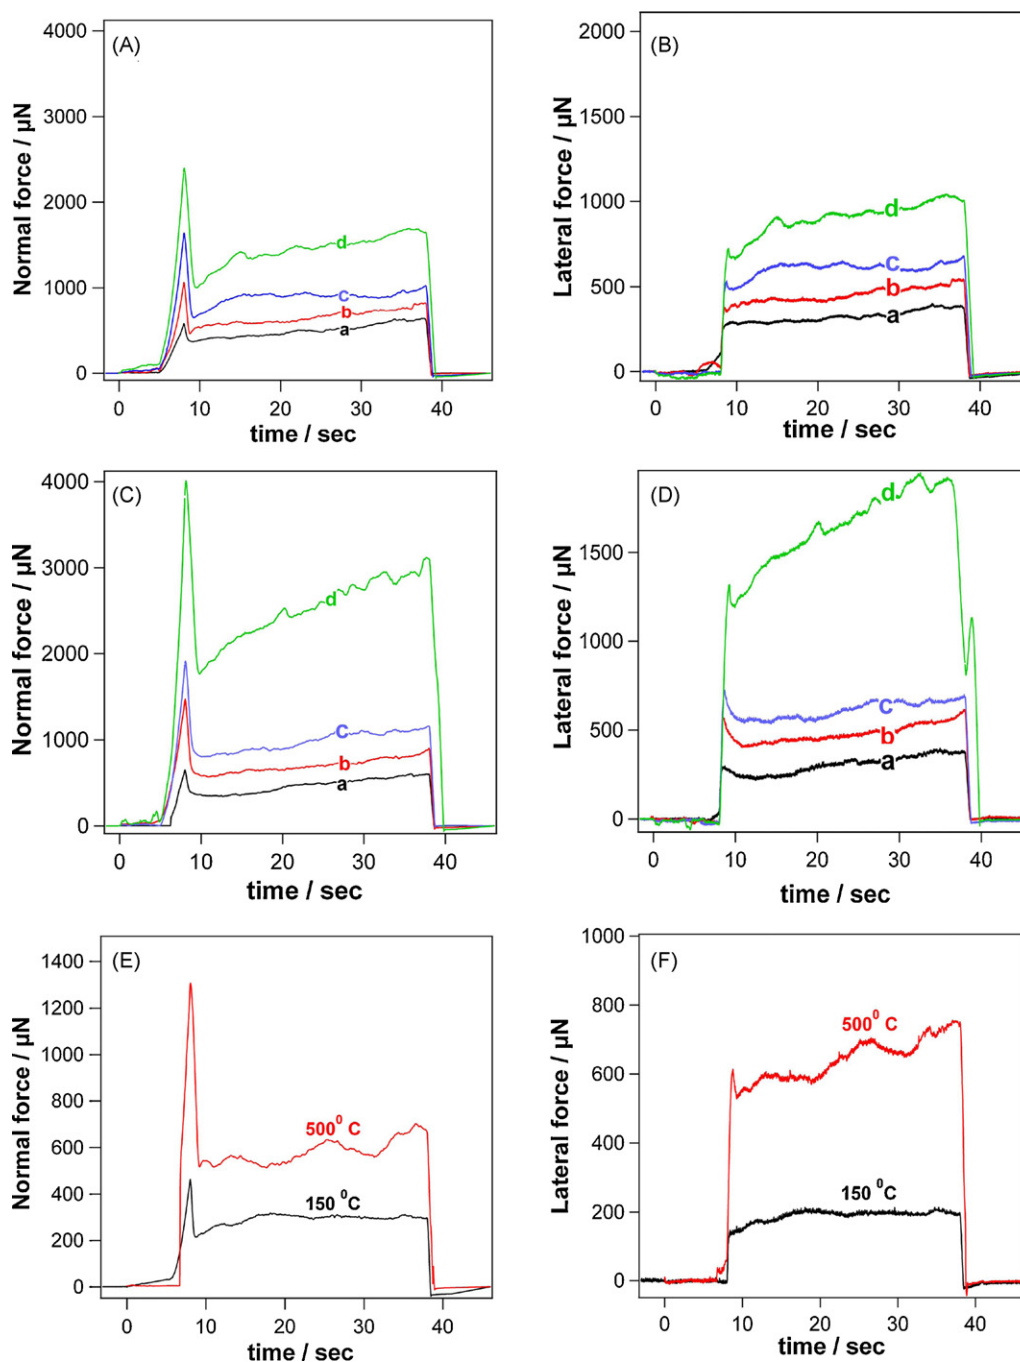 (A)
Normal force / µN
4000
3000
2000
1000
0
d
c
b
a
0 10 20 30 40
time / sec
(B)
Lateral force / µN
2000
1500
1000
500
0
d
c
b
a
0 10 20 30 40
time / sec
(C)
Normal force / µN
4000
3000
2000
1000
0
d
c
b
a
0 10 20 30 40
time / sec
(D)
Lateral force / µN
1500
1000
500
0
d
c
b
a
0 10 20 30 40
time / sec
(E)
Normal force / µN
1400
1200
1000
800
600
400
200
0
500⁰ C
150 ⁰C
0 10 20 30 40
time / sec
(F)
Lateral force / µN
1000
800
600
400
200
0
500⁰ C
150 ⁰C
0 10 20 30 40
time / sec